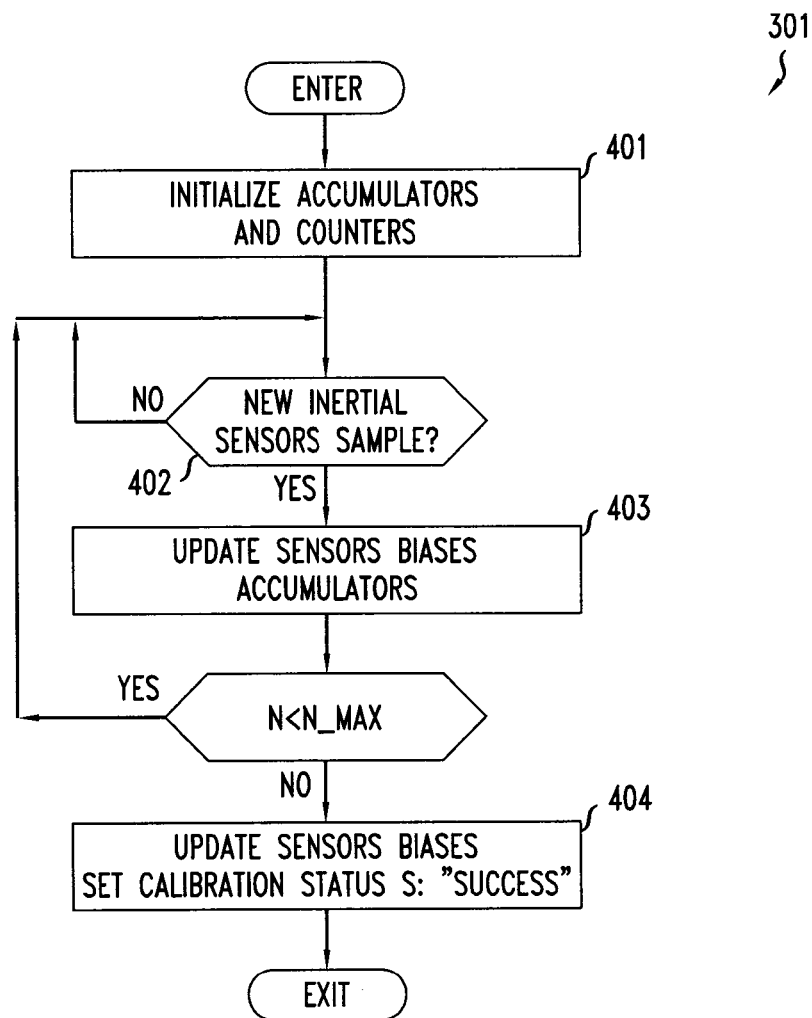 301
ENTER
401
INITIALIZE ACCUMULATORS
AND COUNTERS
NO
NEW INERTIAL
SENSORS SAMPLE?
402
YES
403
UPDATE SENSORS BIASES
ACCUMULATORS
YES
N<N_MAX
NO
404
UPDATE SENSORS BIASES
SET CALIBRATION STATUS S: "SUCCESS"
EXIT